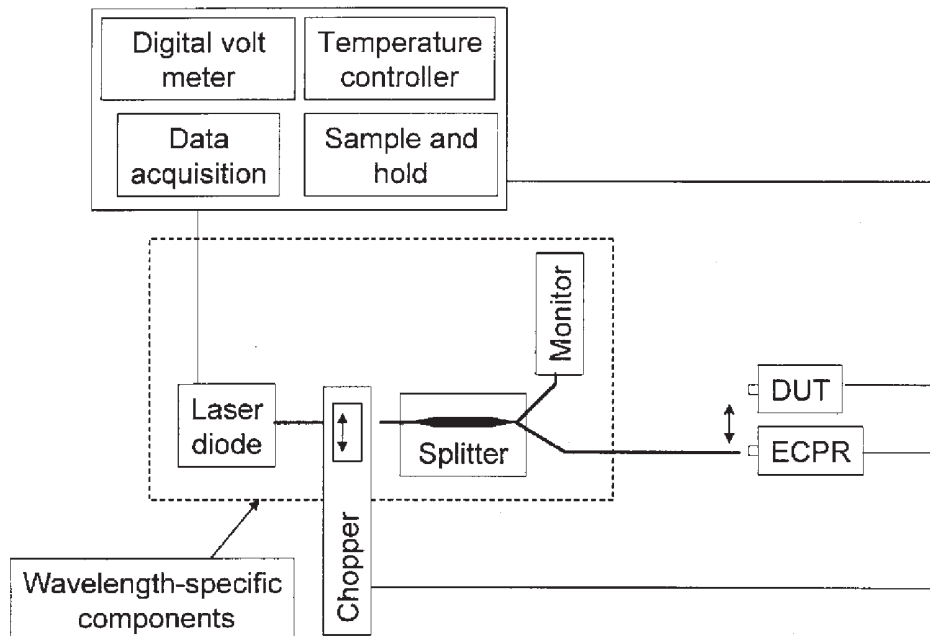 Digital volt
meter
Temperature
controller
Data
acquisition
Sample and
hold
Monitor
Laser
diode
Splitter
DUT
ECPR
Chopper
Wavelength-specific
components